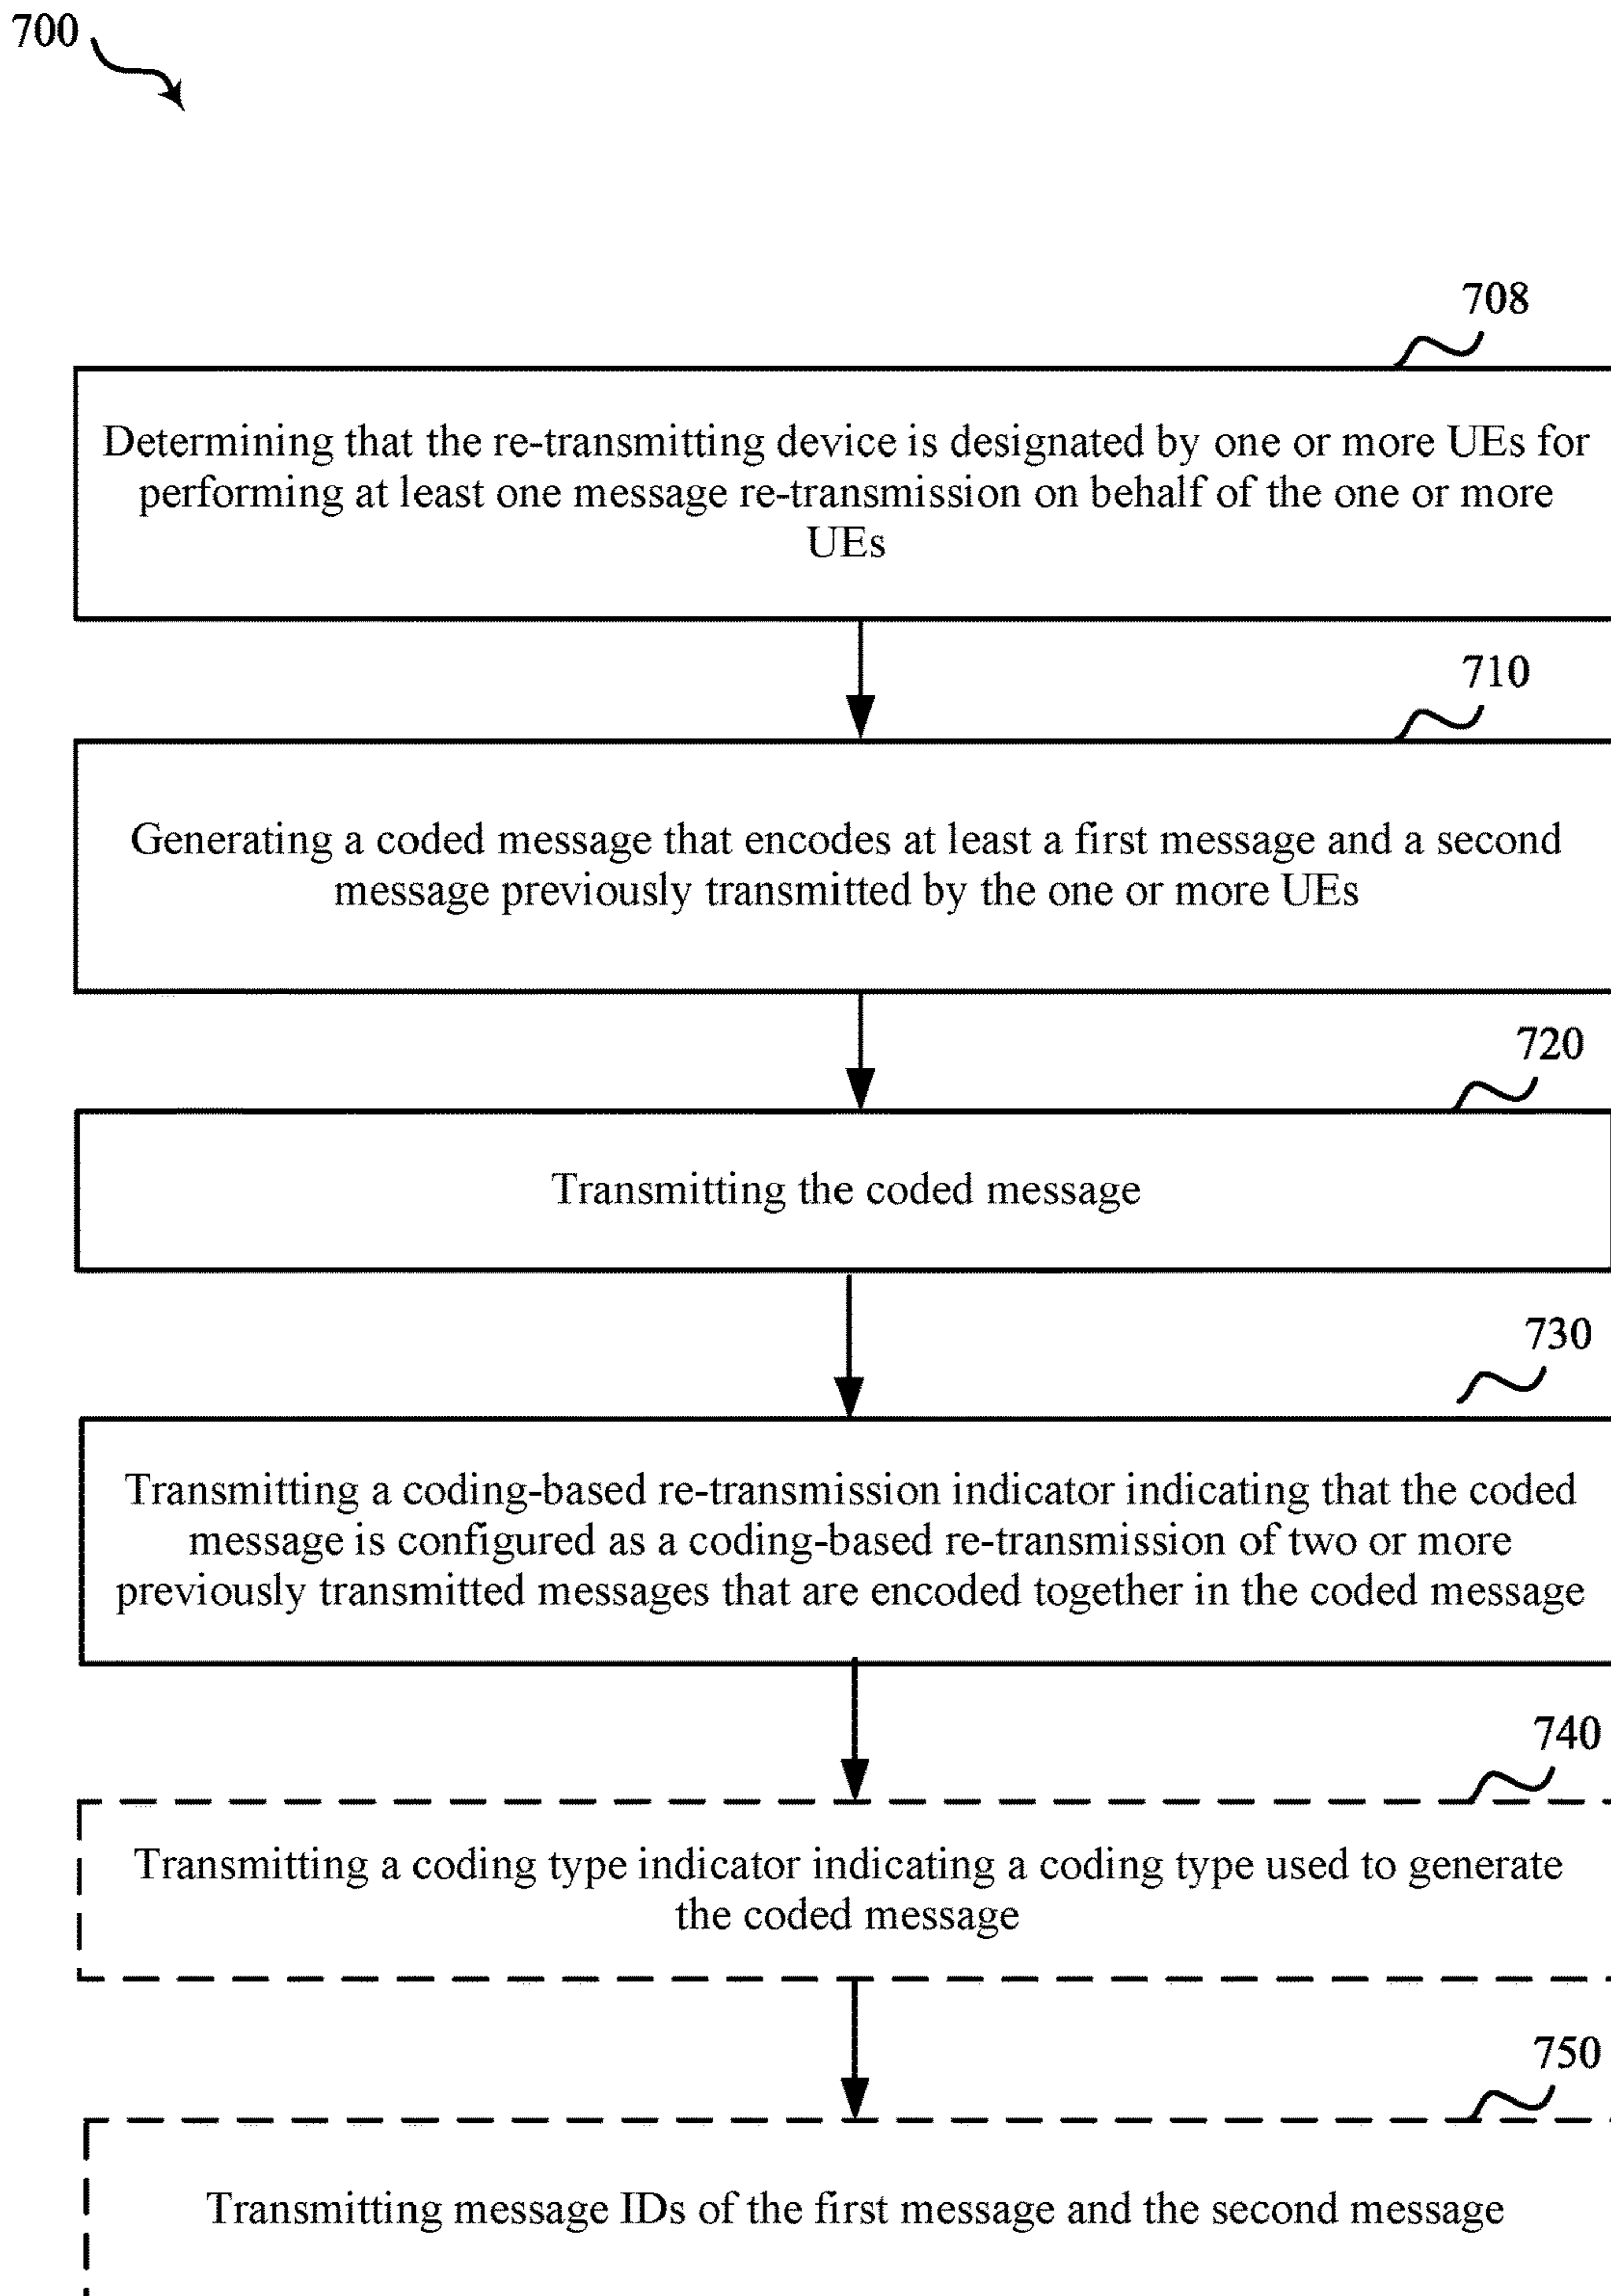 700
708
Determining that the re-transmitting device is designated by one or more UEs for
performing at least one message re-transmission on behalf of the one or more
UEs
710
Generating a coded message that encodes at least a first message and a second
message previously transmitted by the one or more UEs
720
Transmitting the coded message
730
Transmitting a coding-based re-transmission indicator indicating that the coded
message is configured as a coding-based re-transmission of two or more
previously transmitted messages that are encoded together in the coded message
740
Transmitting a coding type indicator indicating a coding type used to generate
the coded message
750
Transmitting message IDs of the first message and the second message